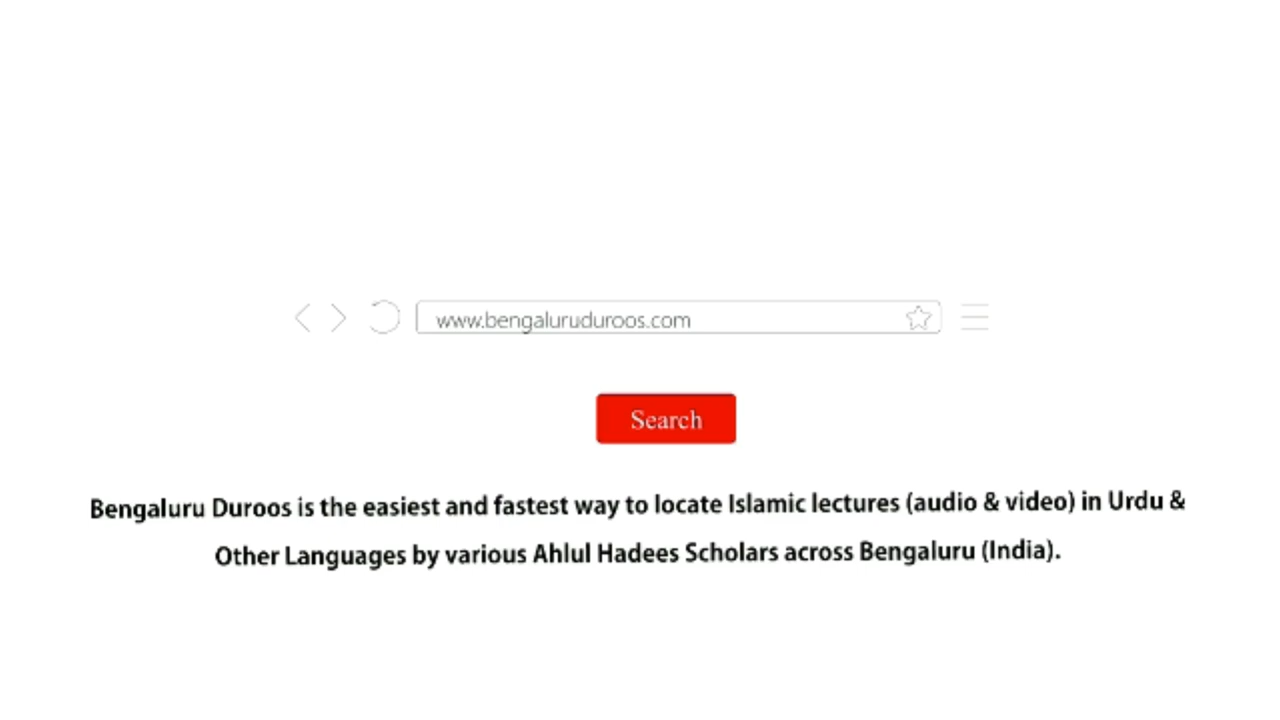 www.bengaluruduroos.com
Search
Bengaluru Duroos is the easiest and fastest way to locate Islamic lectures (audio & video) in Urdu &
Other Languages by various Ahlul Hadees Scholars across Bengaluru (India).